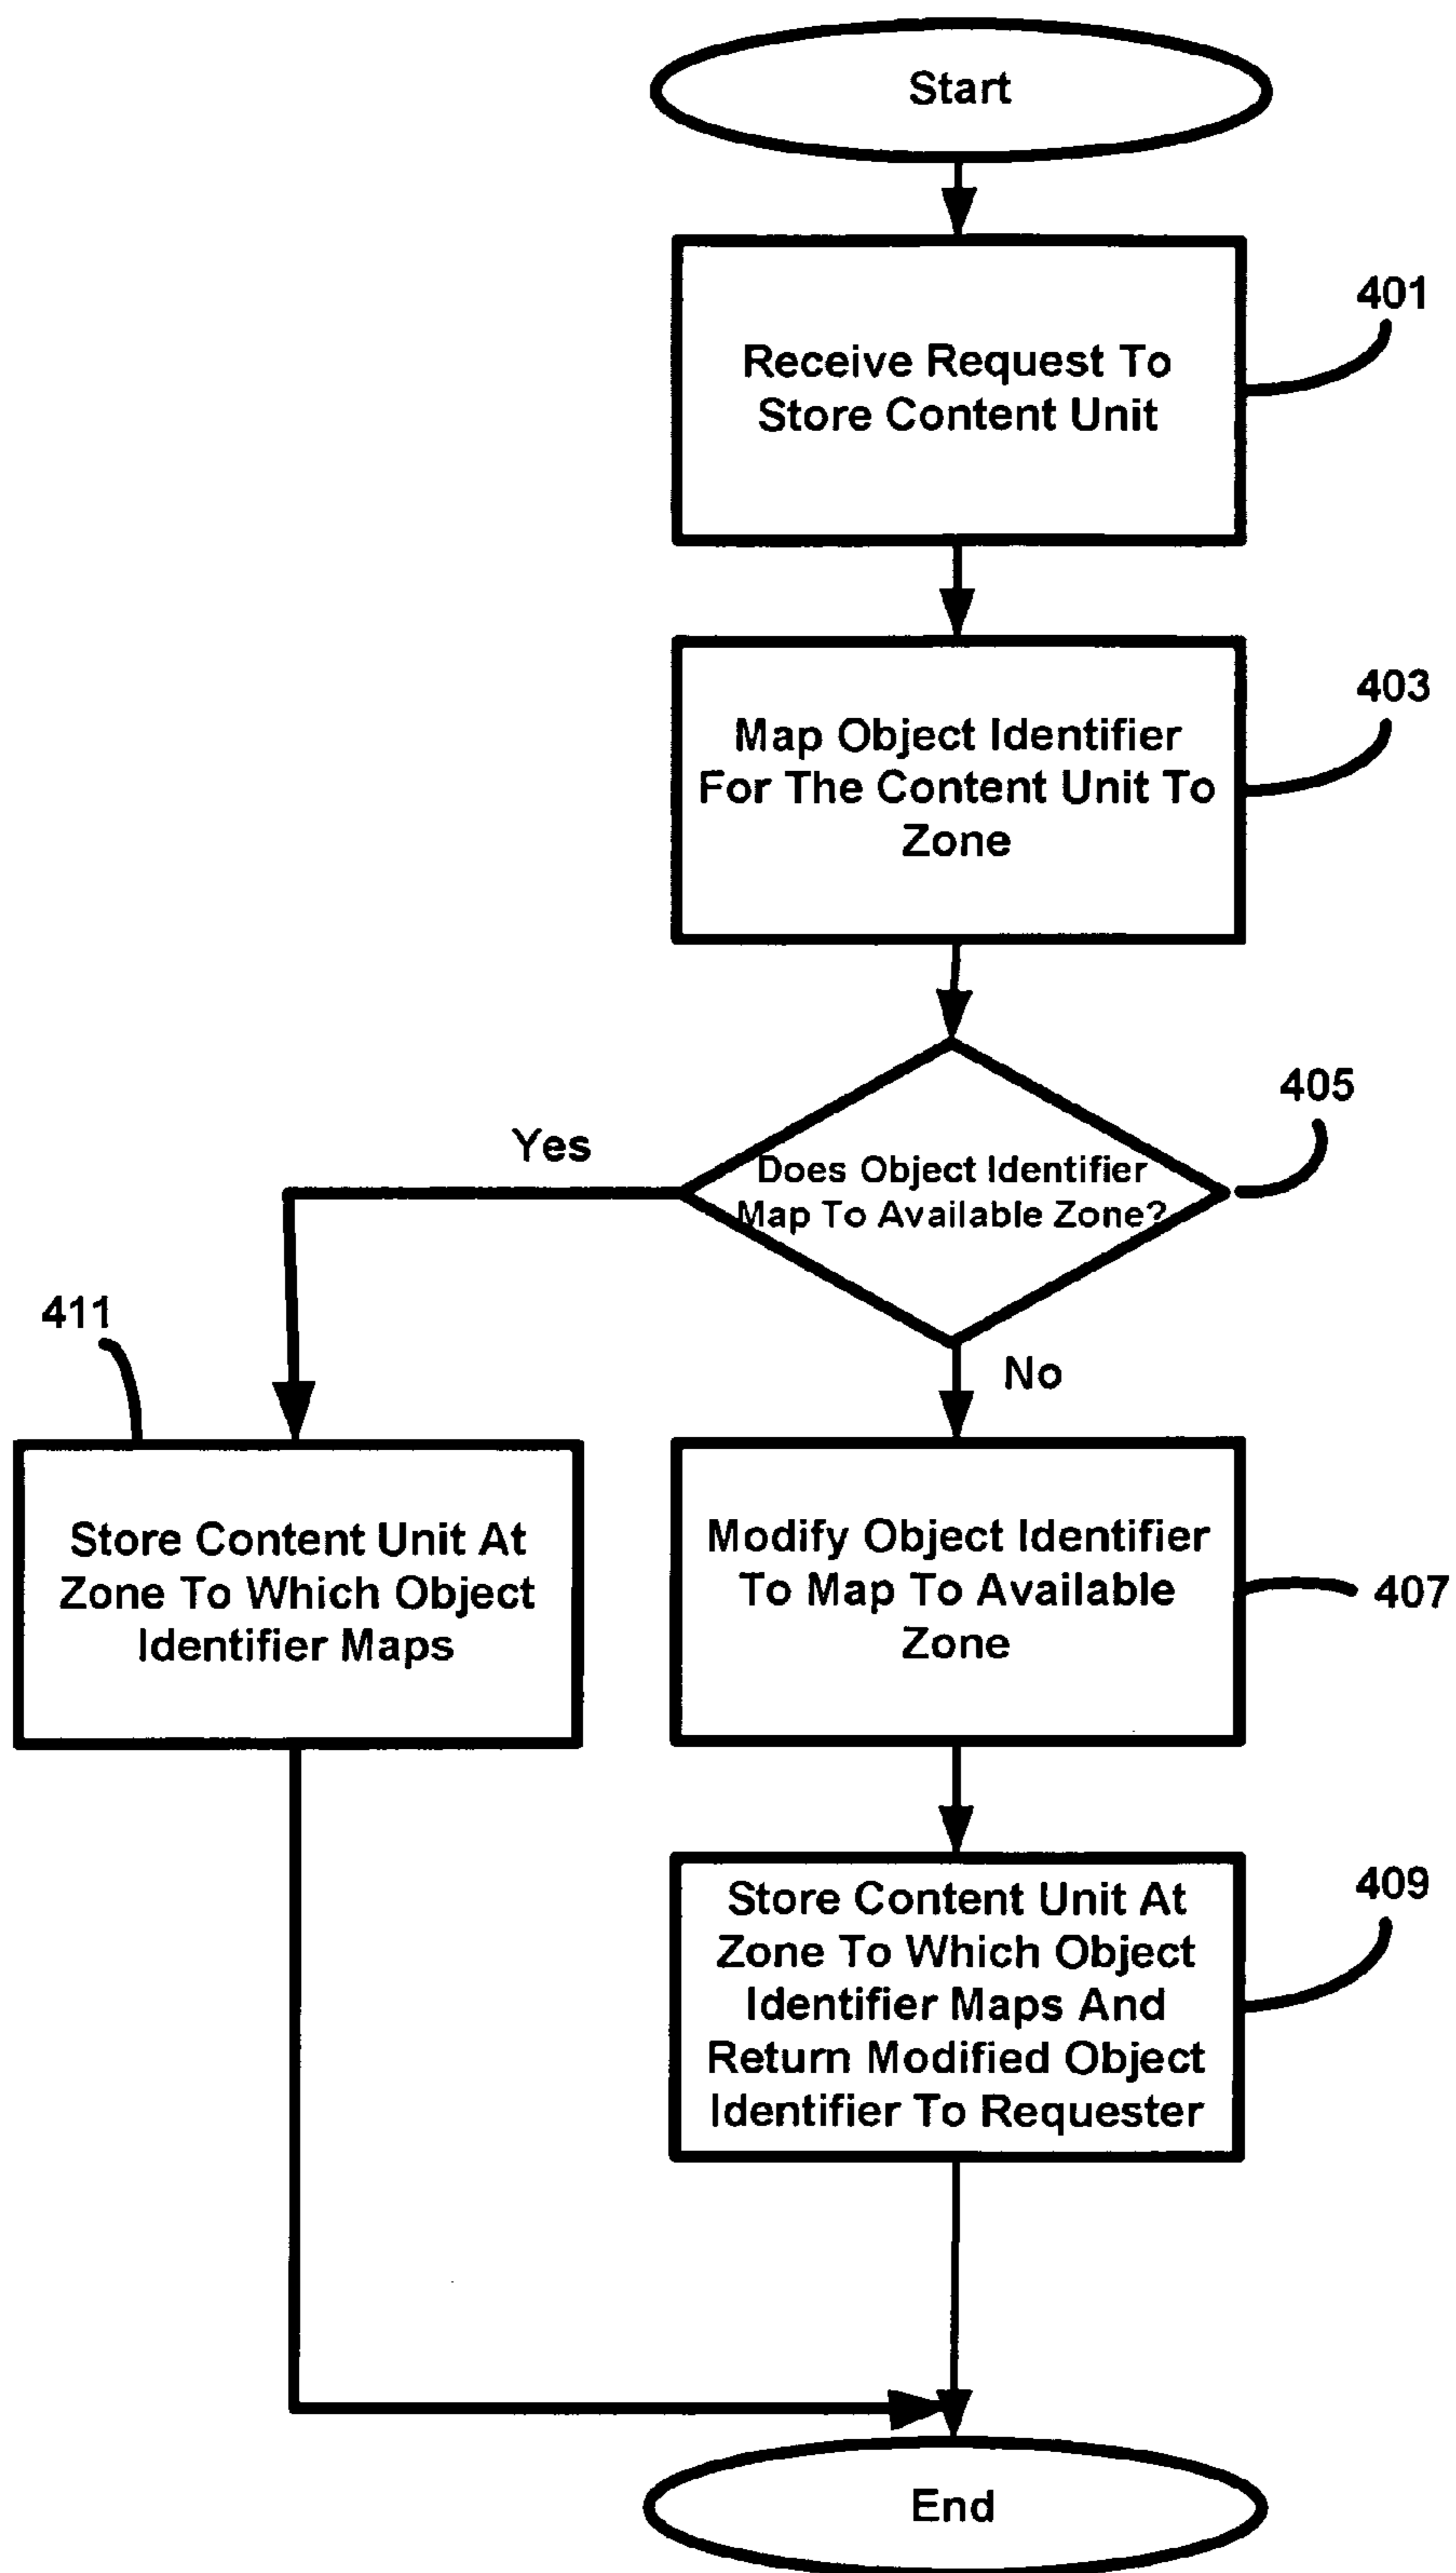 Start
Receive Request To
Store Content Unit
401
Map Object Identifier
For The Content Unit To
Zone
403
Does Object Identifier
Map To Available Zone?
405
Yes
No
411
Store Content Unit At
Zone To Which Object
Identifier Maps
Modify Object Identifier
To Map To Available
Zone
407
Store Content Unit At
Zone To Which Object
Identifier Maps And
Return Modified Object
Identifier To Requester
409
End